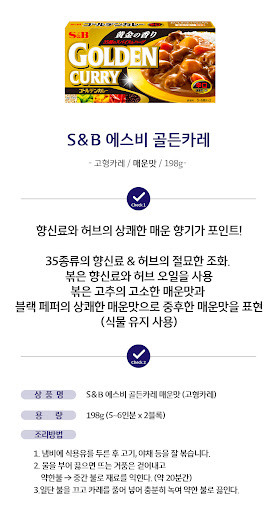 黄金の香り
S&B
GOLDEN
CURRY
ゴールデンカレー
S&B 에스비 골든카레
- 고형카레 / 매운맛 / 198g-
Check.1
향신료와 허브의 상쾌한 매운 향기가 포인트!
35종류의 향신료 & 허브의 절묘한 조화.
볶은 향신료와 허브 오일을 사용
볶은 고추의 고소한 매운맛과
블랙 페퍼의 상쾌한 매운맛으로 중후한 매운맛을 표현
(식물 유지 사용)
Check.2
상 품 명 S&B 에스비 골든카레 매운맛 (고형카레)
용 량 198g (5~6인분 x 2블록)
조리방법
1. 냄비에 식용유를 두른 후 고기, 야채 등을 잘 볶습니다.
2. 물을 부어 끓으면 뜨는 거품은 걷어내고
약한불→ 중간 불로 재료를 익힌다. (약 20분간)
3.일단 불을 끄고 카레를 풀어 넣어 충분히 녹여 약한 불로 끓인다.